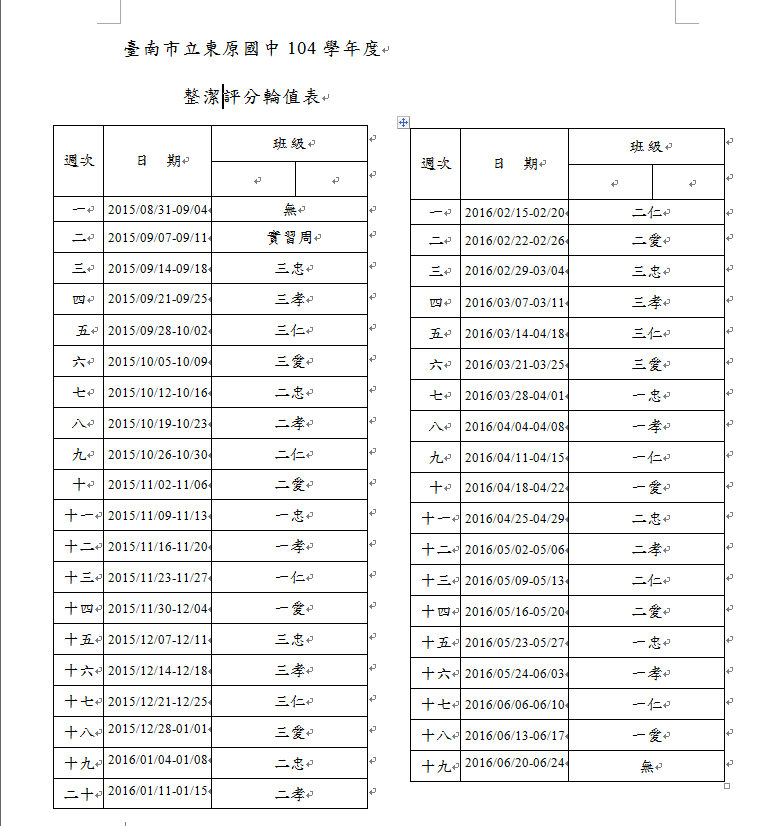 臺南市立東原國中 104 學年度
整潔評分輪值表
週次 日 期 班級
一 2015/08/31-09/04 無
二 2015/09/07-09/11 實習周
三 2015/09/14-09/18 三忠
四 2015/09/21-09/25 三孝
五 2015/09/28-10/02 三仁
六 2015/10/05-10/09 三愛
七 2015/10/12-10/16 二忠
八 2015/10/19-10/23 二孝
九 2015/10/26-10/30 二仁
十 2015/11/02-11/06 二愛
十一 2015/11/09-11/13 一忠
十二 2015/11/16-11/20 一孝
十三 2015/11/23-11/27 一仁
十四 2015/11/30-12/04 一愛
十五 2015/12/07-12/11 三忠
十六 2015/12/14-12/18 三孝
十七 2015/12/21-12/25 三仁
十八 2015/12/28-01/01 三愛
十九 2016/01/04-01/08 二忠
二十 2016/01/11-01/15 二孝
週次 日 期 班級
一 2016/02/15-02/20 二仁
二 2016/02/22-02/26 二愛
三 2016/02/29-03/04 三忠
四 2016/03/07-03/11 三孝
五 2016/03/14-04/18 三仁
六 2016/03/21-03/25 三愛
七 2016/03/28-04/01 一忠
八 2016/04/04-04/08 一孝
九 2016/04/11-04/15 一仁
十 2016/04/18-04/22 一愛
十一 2016/04/25-04/29 二忠
十二 2016/05/02-05/06 二孝
十三 2016/05/09-05/13 二仁
十四 2016/05/16-05/20 二愛
十五 2016/05/23-05/27 一忠
十六 2016/05/24-06/03 一孝
十七 2016/06/06-06/10 一仁
十八 2016/06/13-06/17 一愛
十九 2016/06/20-06/24 無